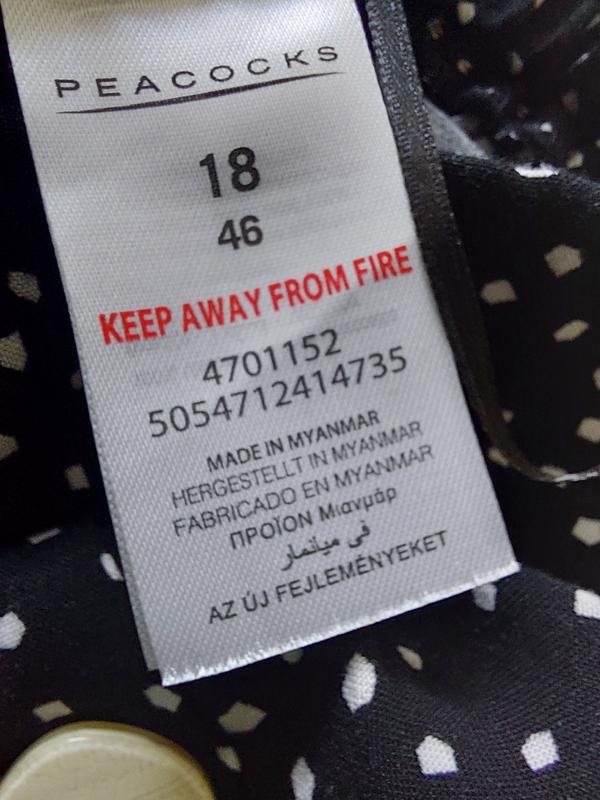 PEACOCKS
18
46
KEEP AWAY FROM FIRE
4701152
5054712414735
MADE IN MYANMAR
HERGESTELLT IN MYANMAR
FABRICADO EN MYANMAR
ΠΡΟΪΟΝ Μιανμάρ
في ميانمار
AZ ÚJ FEJLEMÉNYEKET